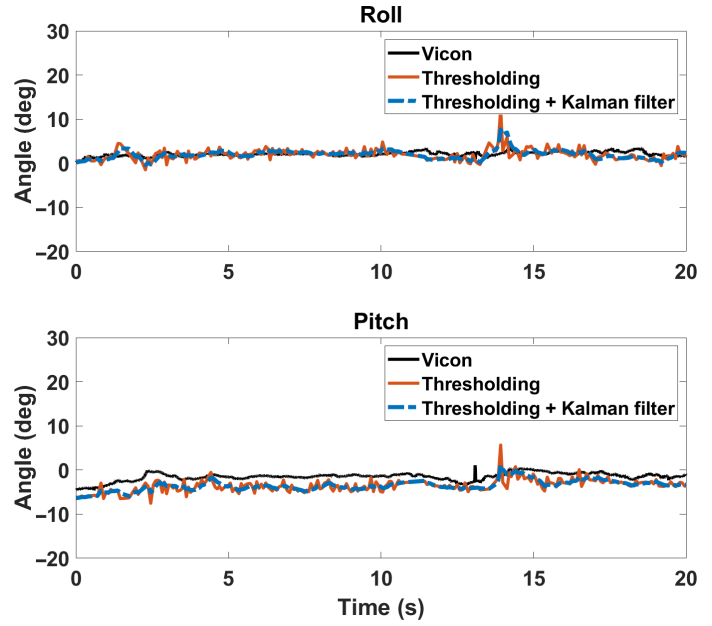 Roll
30
20
10
0
−10
−20
Angle (deg)
Vicon
Thresholding
Thresholding + Kalman filter
0 5 10 15 20
Pitch
30
20
10
0
−10
−20
Angle (deg)
Vicon
Thresholding
Thresholding + Kalman filter
0 5 10 15 20
Time (s)